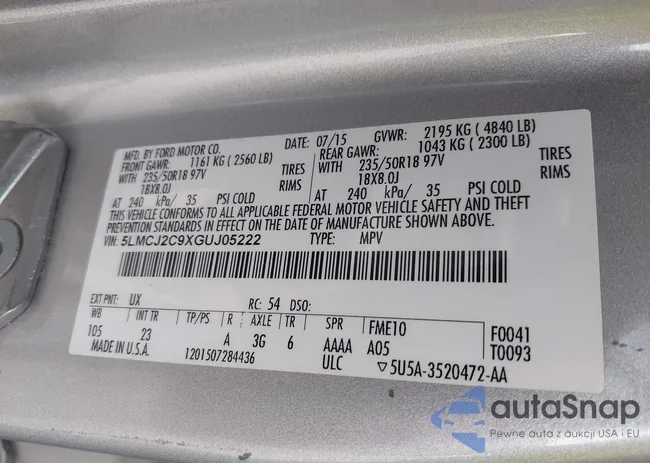 MFD. BY FORD MOTOR CO. DATE: 07/15 GVWR: 2195 KG ( 4840 LB)
FRONT GAWR: 1161 KG ( 2560 LB) REAR GAWR: 1043 KG ( 2300 LB)
WITH 235/50R18 97V TIRES WITH 235/50R18 97V TIRES
18X8.0J RIMS 18X8.0J RIMS
AT 240 kPa/ 35 PSI COLD AT 240 kPa/ 35 PSI COLD
THIS VEHICLE CONFORMS TO ALL APPLICABLE FEDERAL MOTOR VEHICLE SAFETY AND THEFT
PREVENTION STANDARDS IN EFFECT ON THE DATE OF MANUFACTURE SHOWN ABOVE.
VIN: 5LMCJ2C9XGUJ05222 TYPE: MPV
EXT PNT: UX RC: 54 DSO:
WB INT TR TP/PS R AXLE TR SPR FME10 F0041
105 23 A 3G 6 AAAA A05 T0093
MADE IN U.S.A. 1201507284436 ULC ▽5U5A-3520472-AA
autaSnap
Pewne auta z aukcji USA i EU